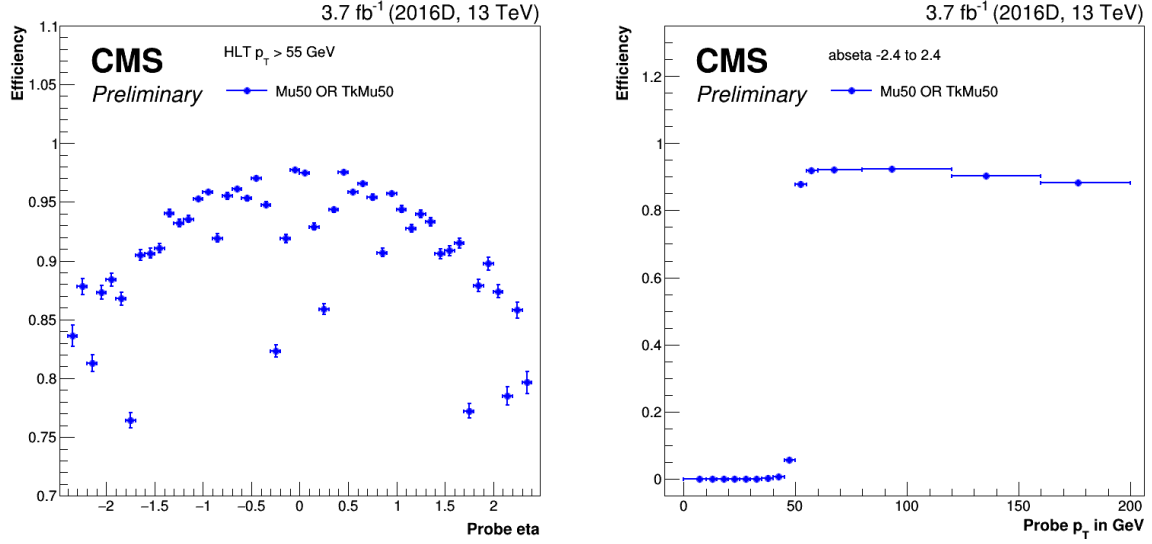 3.7 fb⁻¹ (2016D, 13 TeV)
Efficiency
1.1
1.05
1
0.95
0.9
0.85
0.8
0.75
0.7
CMS
Preliminary
HLT p_T > 55 GeV
Mu50 OR TkMu50
−2 −1.5 −1 −0.5 0 0.5 1 1.5 2
Probe eta
3.7 fb⁻¹ (2016D, 13 TeV)
Efficiency
1.2
1
0.8
0.6
0.4
0.2
0
CMS
Preliminary
abseta -2.4 to 2.4
Mu50 OR TkMu50
0 50 100 150 200
Probe p_T in GeV